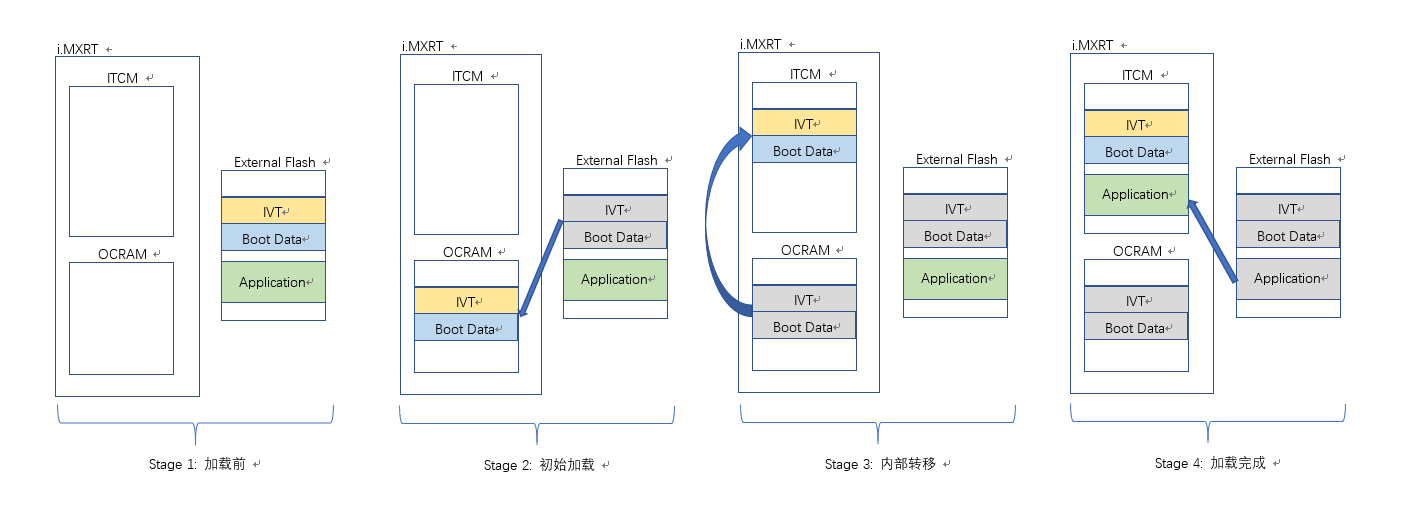 i.MXRT ↵
ITCM ↵
OCRAM ↵
External Flash ↵
IVT↵
Boot Data↵
Application↵
Stage 1: 加载前 ↵
i.MXRT ↵
ITCM ↵
OCRAM ↵
IVT↵
Boot Data↵
External Flash ↵
IVT↵
Boot Data↵
Application↵
Stage 2: 初始加载 ↵
i.MXRT ↵
ITCM ↵
IVT↵
Boot Data↵
OCRAM ↵
IVT↵
Boot Data↵
External Flash ↵
IVT↵
Boot Data↵
Application↵
Stage 3: 内部转移 ↵
i.MXRT ↵
ITCM ↵
IVT↵
Boot Data↵
Application↵
OCRAM ↵
IVT↵
Boot Data↵
External Flash ↵
IVT↵
Boot Data↵
Application↵
Stage 4: 加载完成 ↵